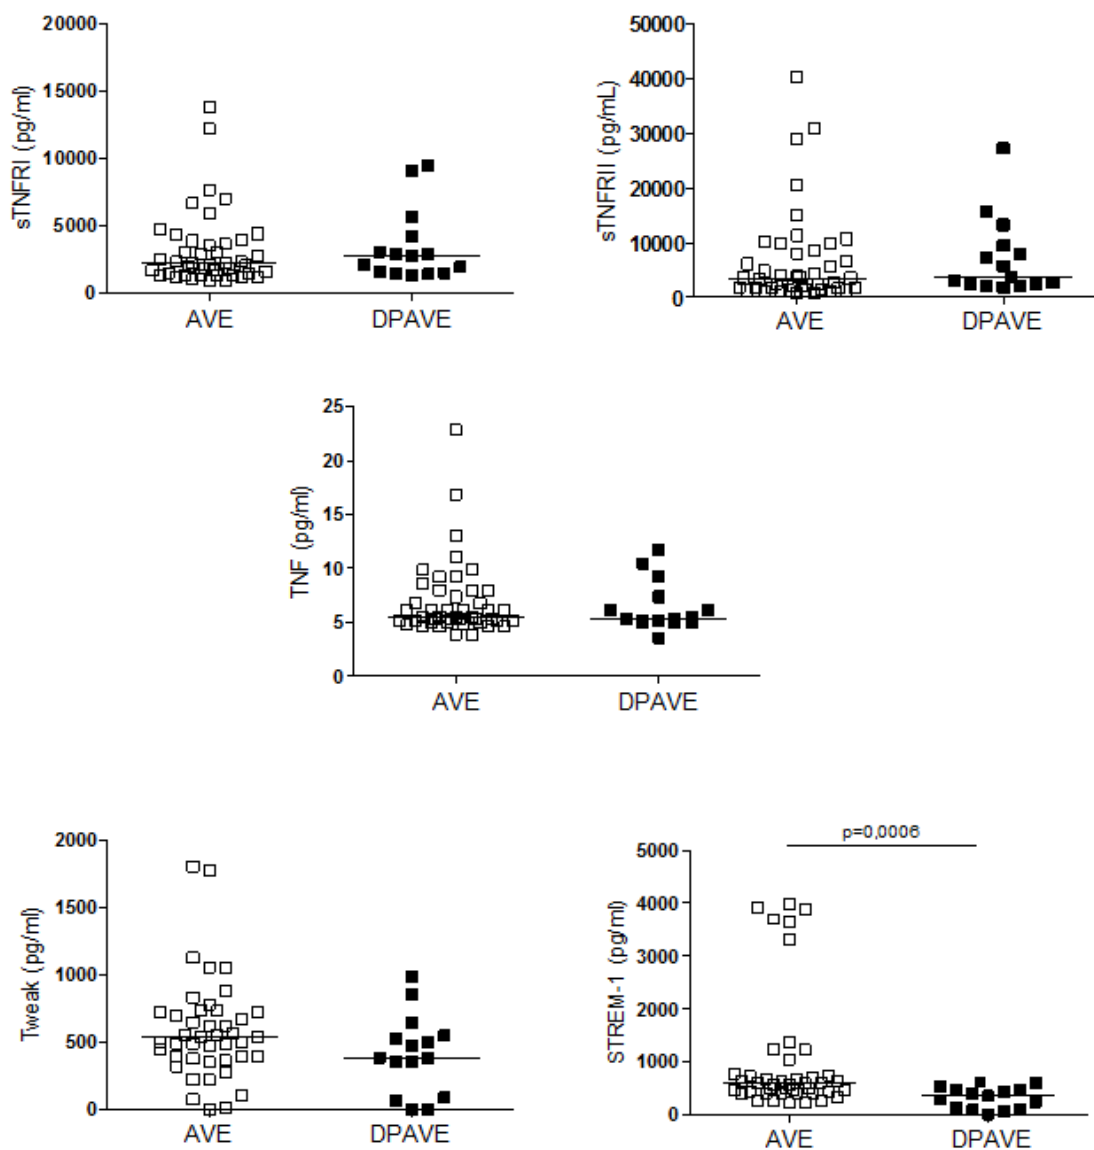 sTNFRI (pg/ml)
20000
15000
10000
5000
0
AVE DPAVE
sTNFRII (pg/mL)
50000
40000
30000
20000
10000
0
AVE DPAVE
TNF (pg/ml)
25
20
15
10
5
0
AVE DPAVE
Tweak (pg/ml)
2000
1500
1000
500
0
AVE DPAVE
p=0,0006
STREM-1 (pg/ml)
5000
4000
3000
2000
1000
0
AVE DPAVE